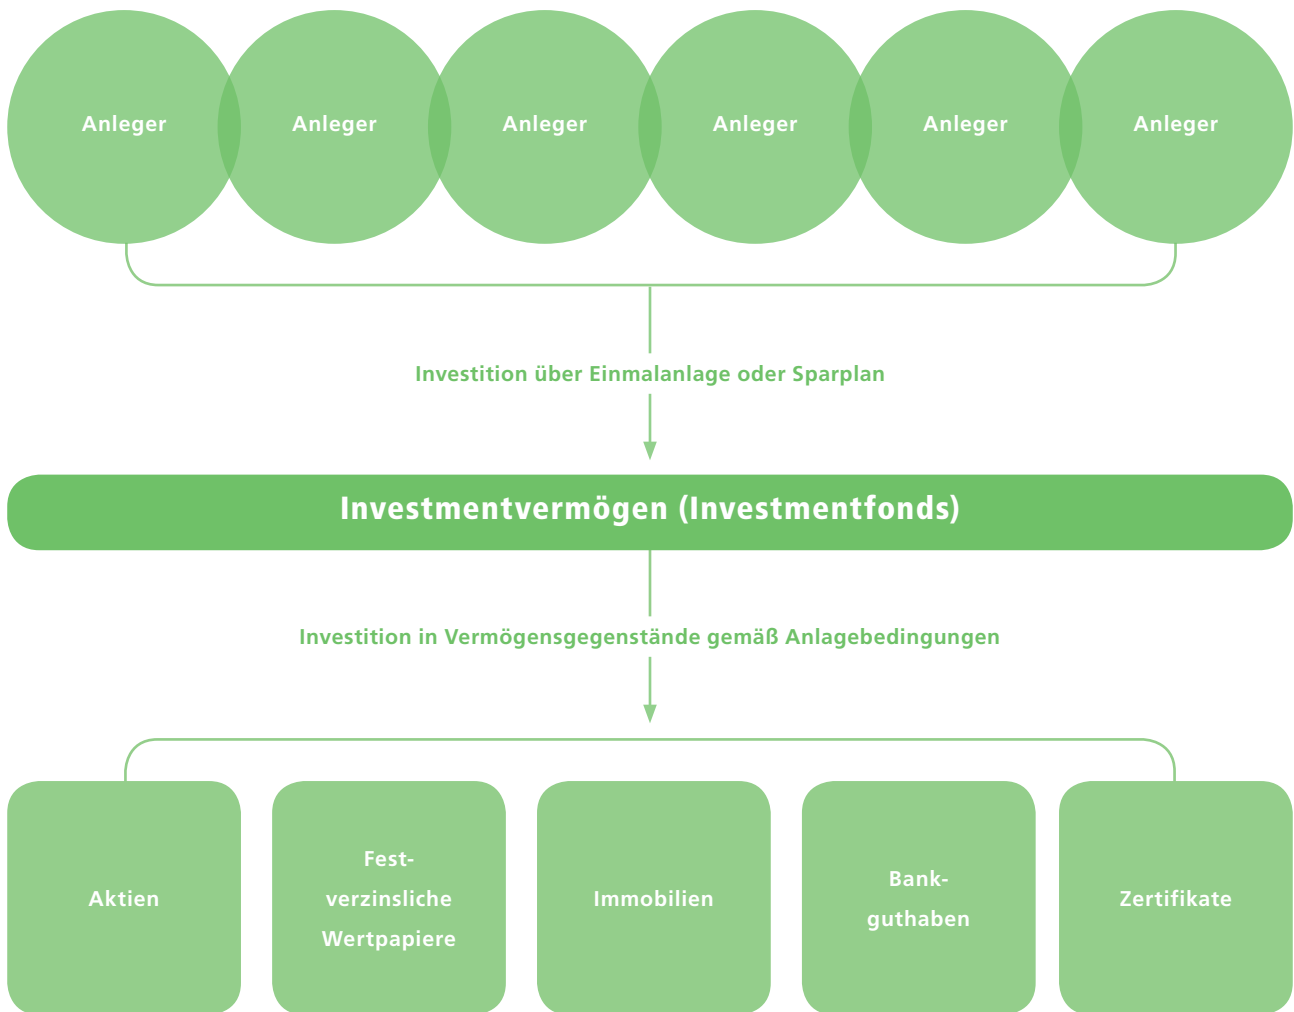 Anleger
Anleger
Anleger
Anleger
Anleger
Anleger
Investition über Einmalanlage oder Sparplan
Investmentvermögen (Investmentfonds)
Investition in Vermögensgegenstände gemäß Anlagebedingungen
Aktien
Fest-
verzinsliche
Wertpapiere
Immobilien
Bank-
guthaben
Zertifikate